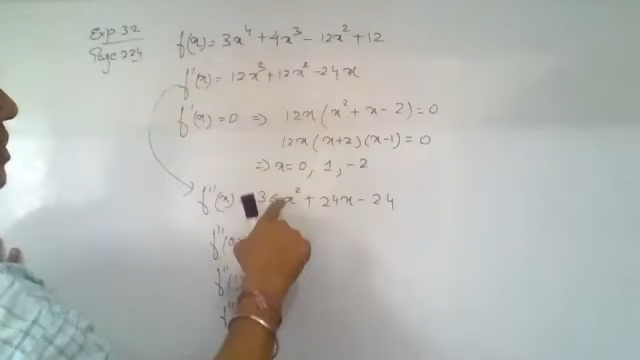 Exp 32
Page 224
f(x) = 3x⁴ + 4x³ - 12x² + 12
f'(x) = 12x³ + 12x² - 24x
f'(x) = 0 => 12x(x² + x - 2) = 0
12x(x+2)(x-1) = 0
=> x = 0, 1, -2
f''(x) = 36x² + 24x - 24
f''(
f''(
f''